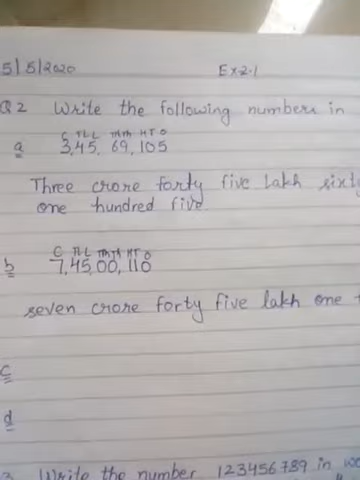 5/5/2020 Ex 2.1
Q2 Write the following numbers in
C TL L TTh Th H T O
a 3,45, 69, 105
Three crore forty five lakh sixty
one hundred five.
C TL L TTh Th H T O
b 7,45,00, 110
seven crore forty five lakh one
c
d
Write the number 123456789 in